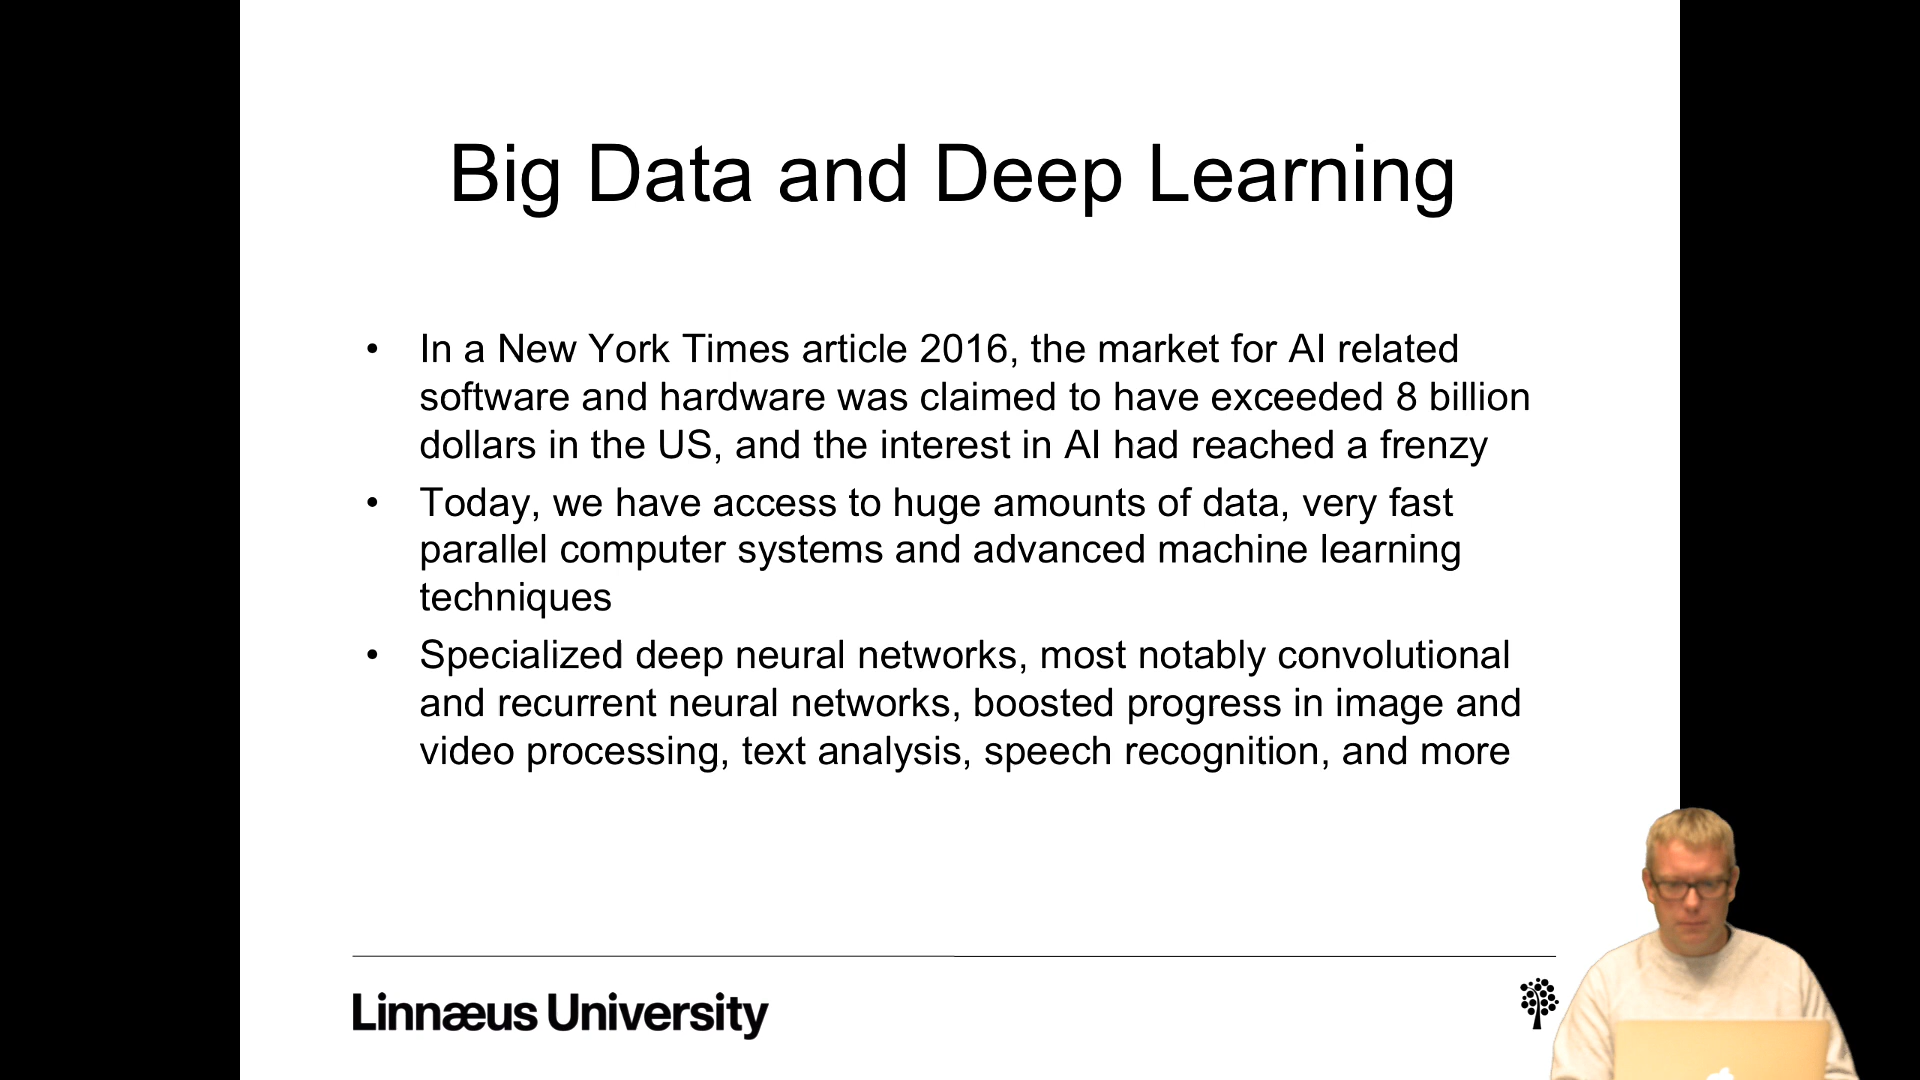 Big Data and Deep Learning
• In a New York Times article 2016, the market for AI related
software and hardware was claimed to have exceeded 8 billion
dollars in the US, and the interest in AI had reached a frenzy
• Today, we have access to huge amounts of data, very fast
parallel computer systems and advanced machine learning
techniques
• Specialized deep neural networks, most notably convolutional
and recurrent neural networks, boosted progress in image and
video processing, text analysis, speech recognition, and more
Linnæus University